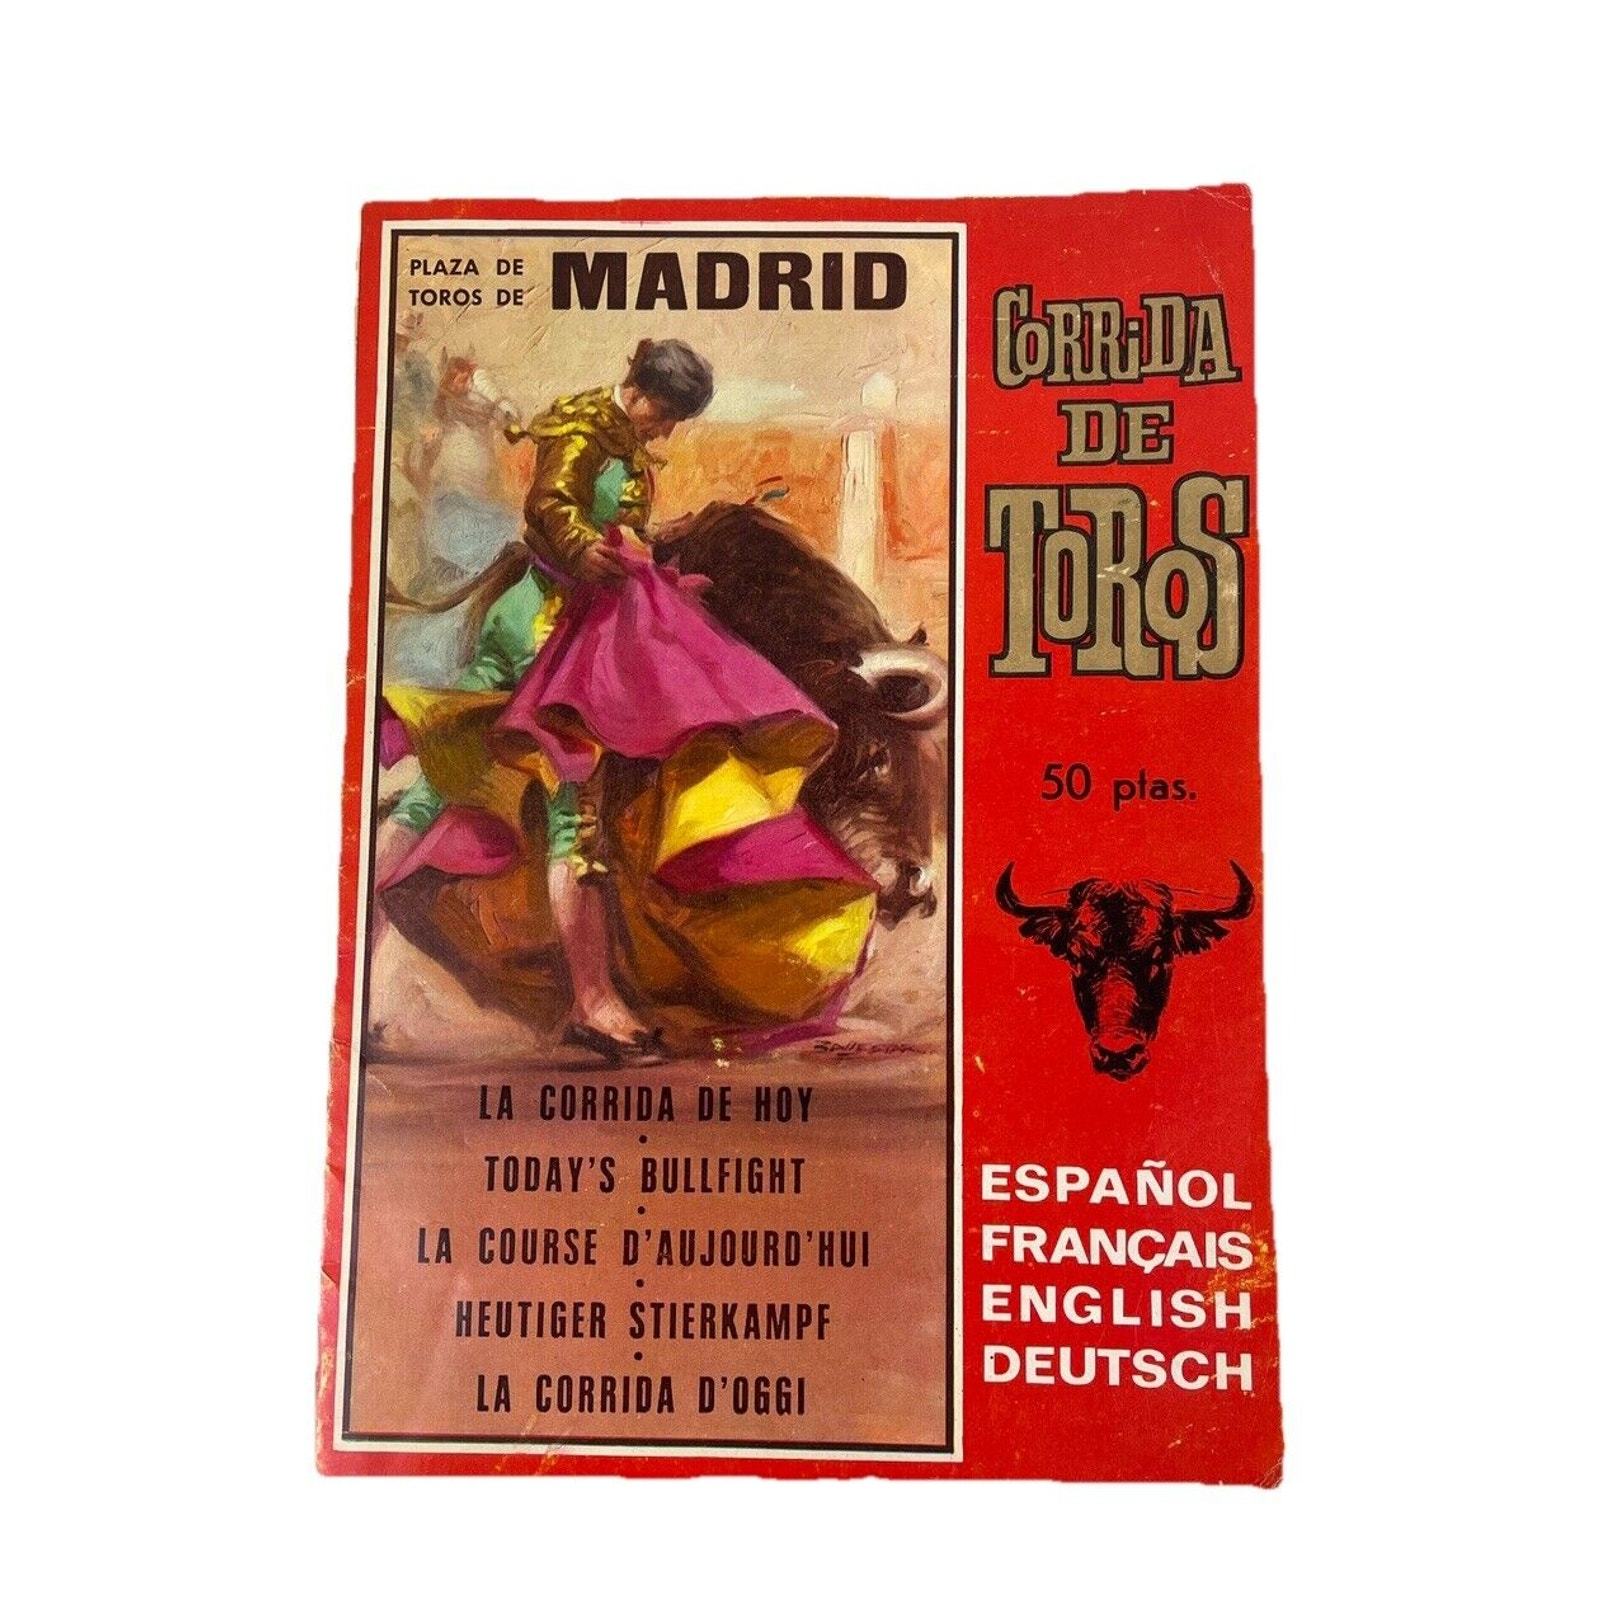 PLAZA DE
TOROS DE
MADRID
LA CORRIDA DE HOY
TODAY'S BULLFIGHT
LA COURSE D'AUJOURD'HUI
HEUTIGER STIERKAMPF
LA CORRIDA D'OGGI
CORRiDA
DE
TOROS
50 ptas.
ESPAÑOL
FRANÇAIS
ENGLISH
DEUTSCH